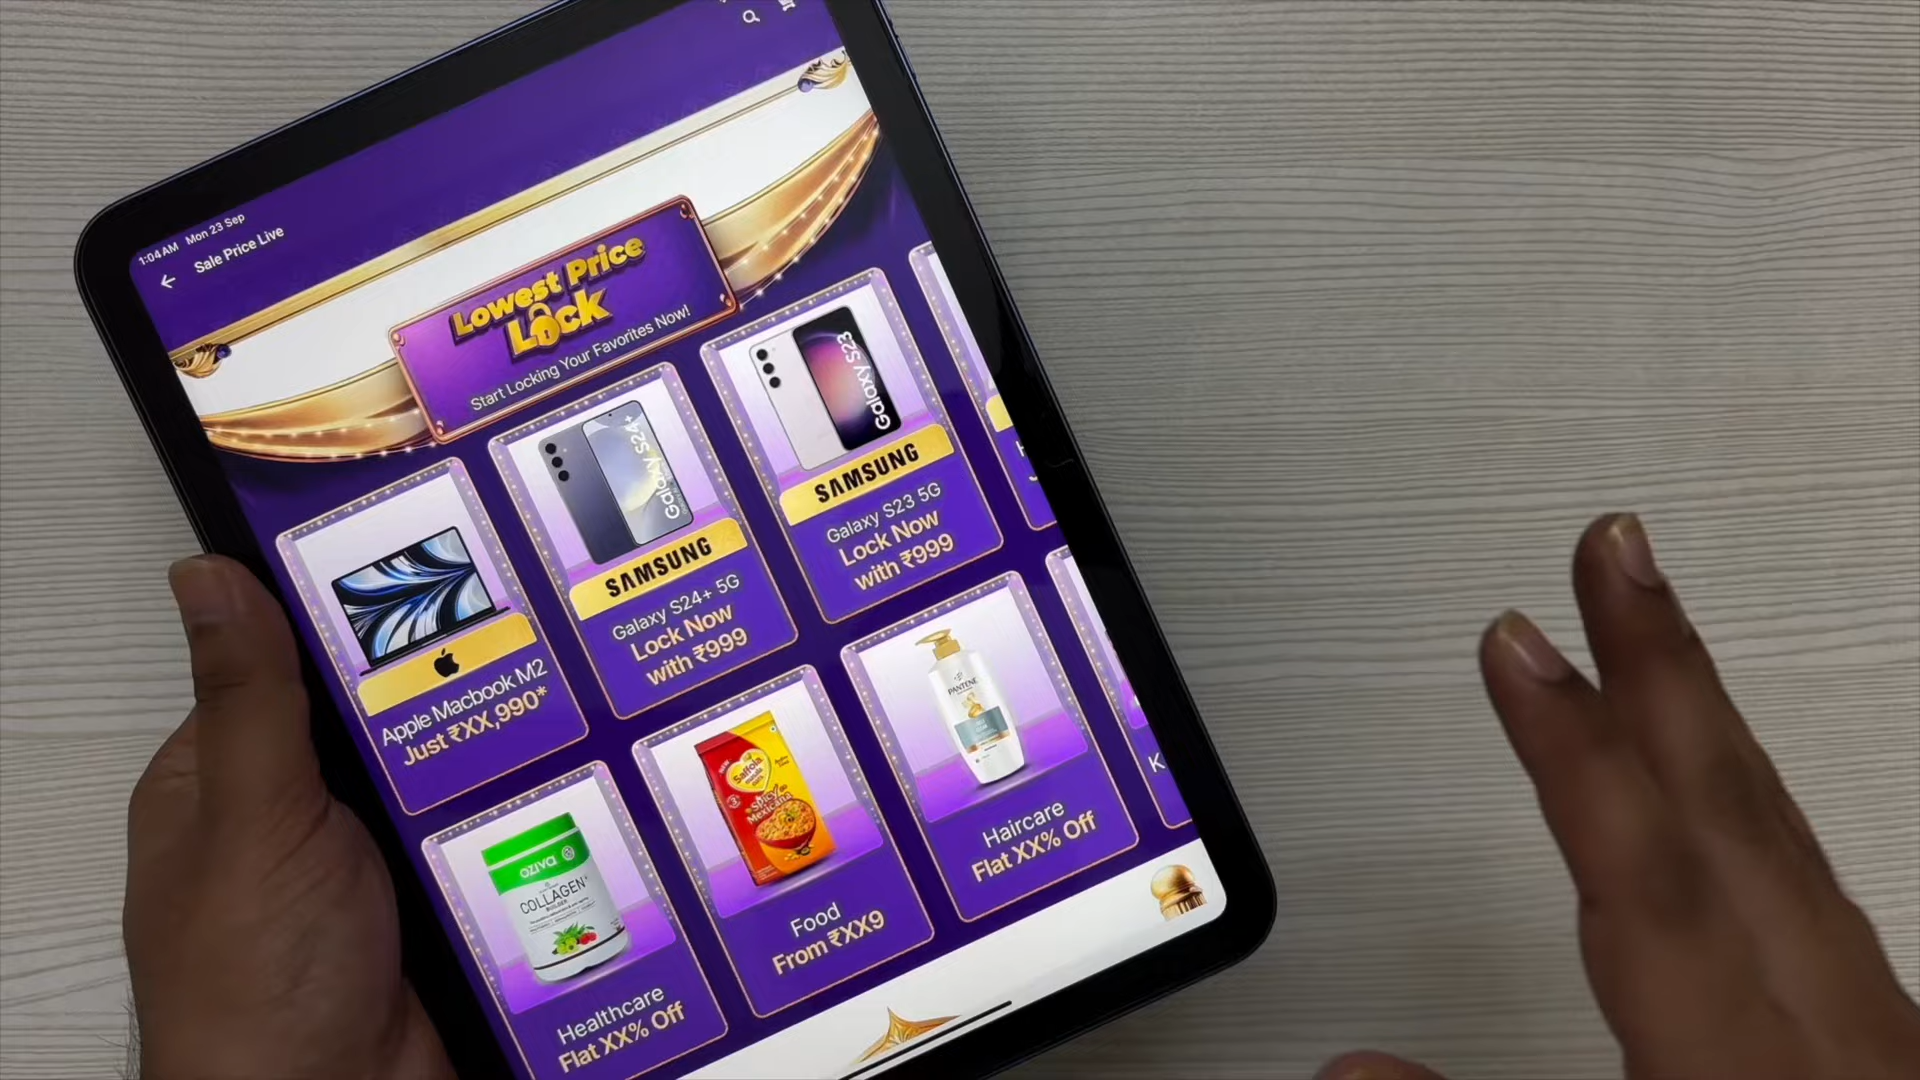 1:04 AM Mon 23 Sep
Sale Price Live
Lowest Price
Lock
Start Locking Your Favorites Now!
Galaxy S23
SAMSUNG
Galaxy S23 5G
Lock Now
with ₹999
Galaxy S24+
SAMSUNG
Galaxy S24+ 5G
Lock Now
with ₹999
Apple Macbook M2
Just ₹XX,990*
PANTENE
Haircare
Flat XX% Off
Saffola
Spicy
Mexicana
Food
From ₹XX9
OZiva
COLLAGEN
BUILDER
Healthcare
Flat XX% Off
K